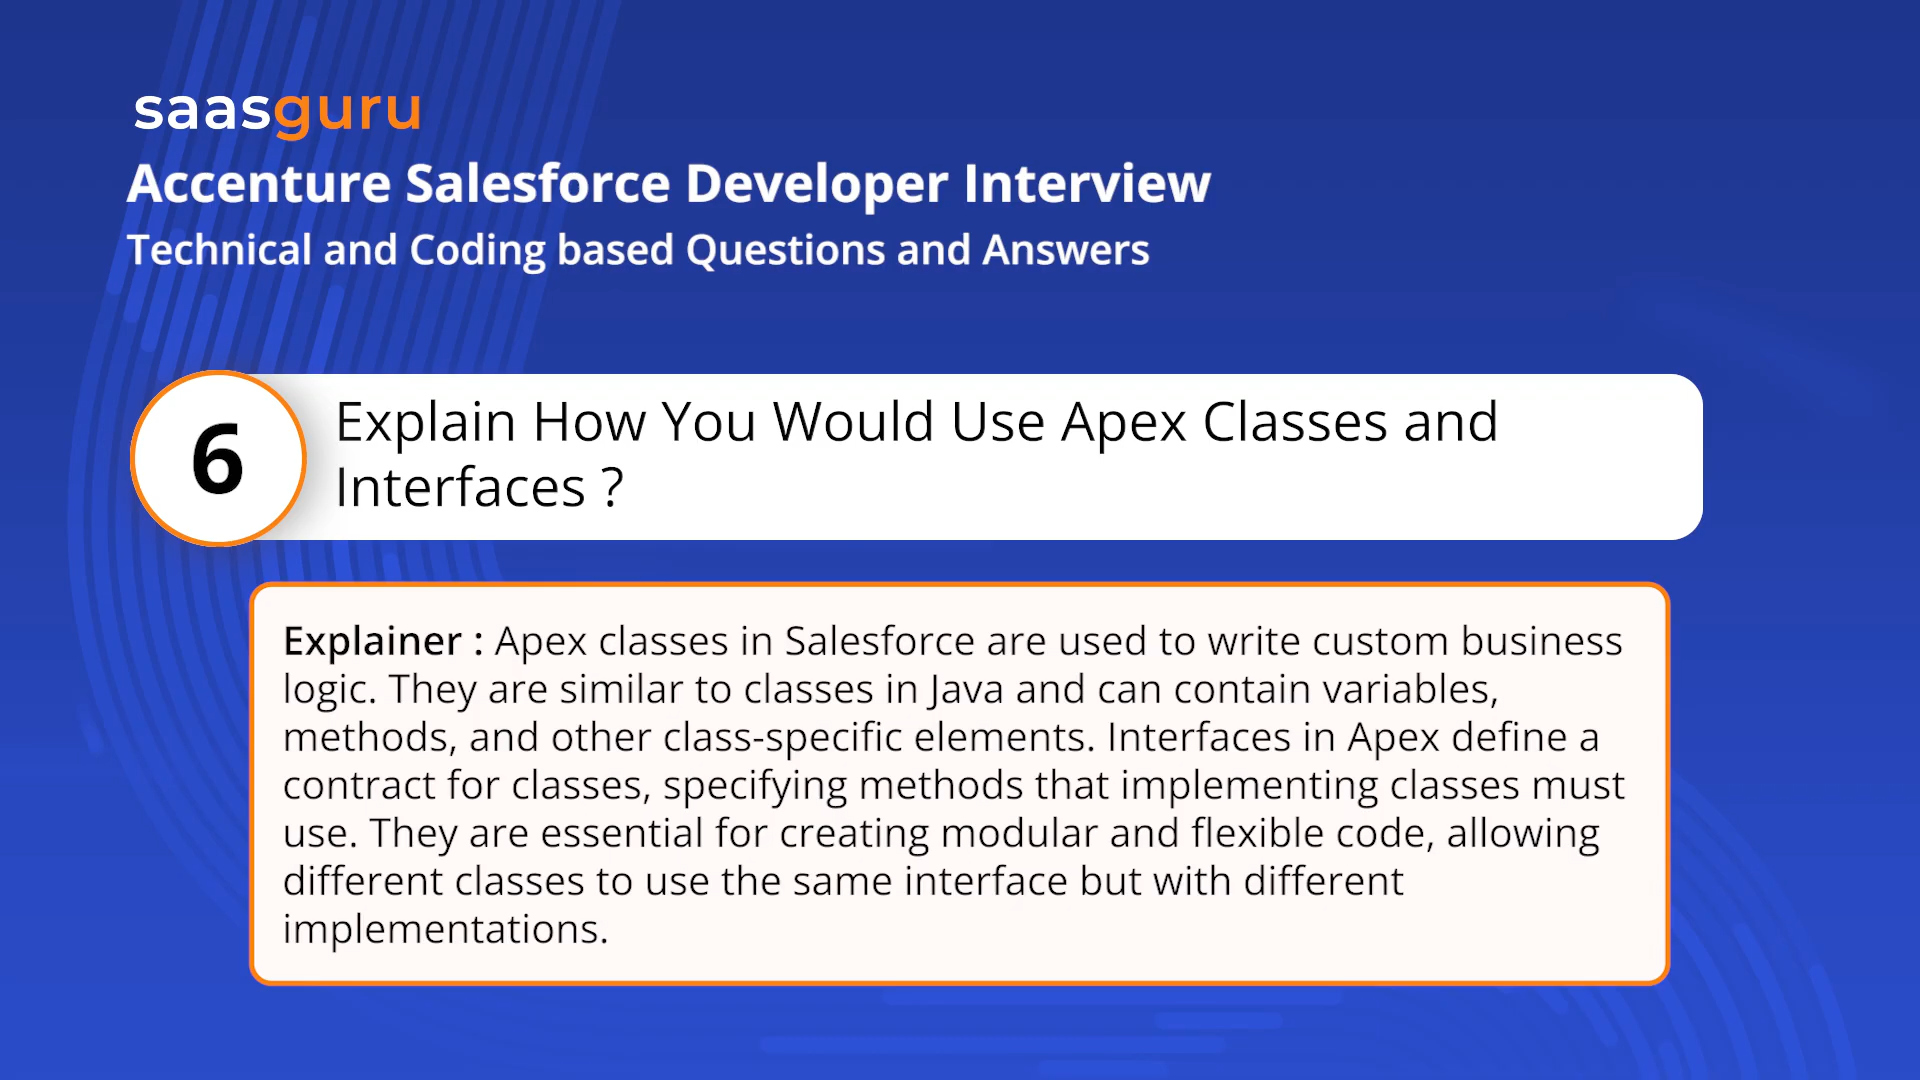 saasguru
Accenture Salesforce Developer Interview
Technical and Coding based Questions and Answers
6
Explain How You Would Use Apex Classes and
Interfaces ?
Explainer : Apex classes in Salesforce are used to write custom business
logic. They are similar to classes in Java and can contain variables,
methods, and other class-specific elements. Interfaces in Apex define a
contract for classes, specifying methods that implementing classes must
use. They are essential for creating modular and flexible code, allowing
different classes to use the same interface but with different
implementations.